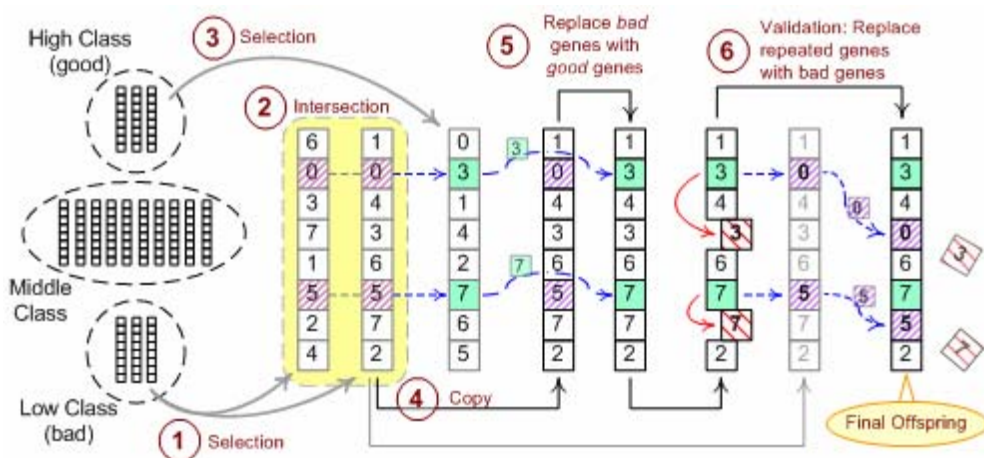 High Class
(good)
3 Selection
5 Replace bad
genes with
good genes
6 Validation: Replace
repeated genes
with bad genes
2 Intersection
6 1 0 1 1 1 1 1
0 0 3 3 0 3 3 0 3
3 4 1 4 4 4 4 0 4
7 3 4 3 3 3 3 0
1 6 2 7 6 6 6 6 6
5 5 7 5 7 7 5 5 7
2 7 6 7 7 7 7 5
4 2 5 2 2 2 2 2
3
7
Middle
Class
Low Class
(bad)
1 Selection
4 Copy
Final Offspring